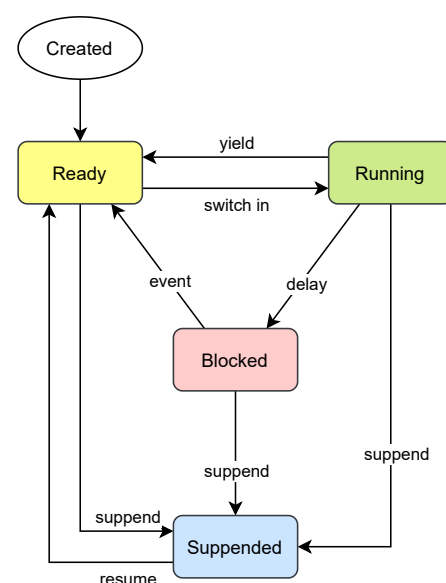 Created
yield
Ready
Running
switch in
event
delay
Blocked
suppend
suppend
suppend
Suppended
resume